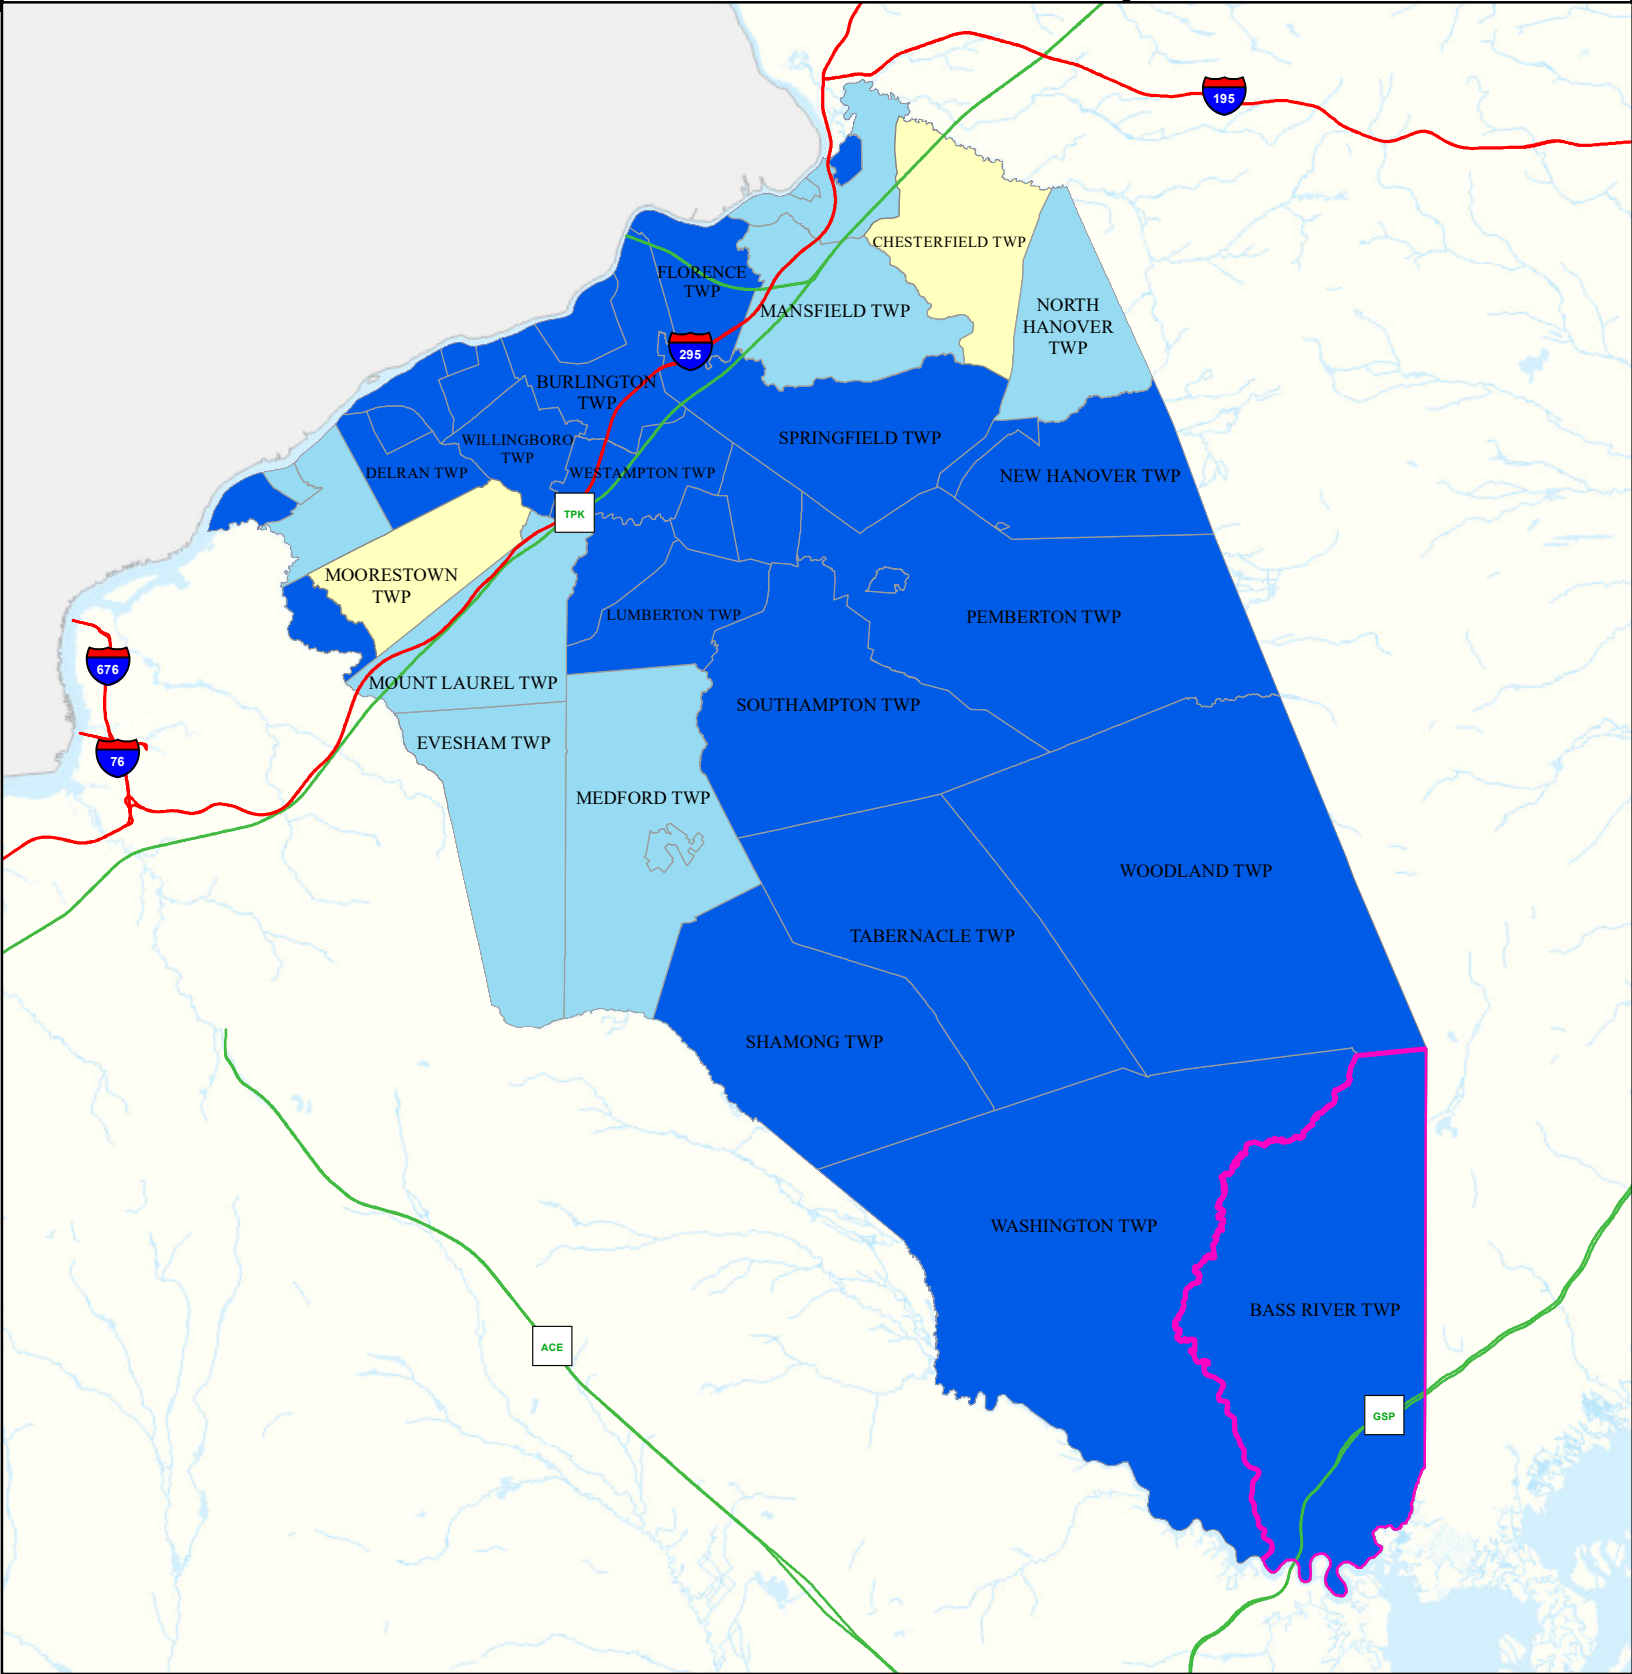 195
CHESTERFIELD TWP
FLORENCE
TWP
MANSFIELD TWP
NORTH
HANOVER
TWP
295
BURLINGTON
TWP
WILLINGBORO
TWP
SPRINGFIELD TWP
DELRAN TWP
WESTAMPTON TWP
NEW HANOVER TWP
TPK
MOORESTOWN
TWP
LUMBERTON TWP
PEMBERTON TWP
676
MOUNT LAUREL TWP
SOUTHAMPTON TWP
EVESHAM TWP
76
MEDFORD TWP
WOODLAND TWP
TABERNACLE TWP
SHAMONG TWP
WASHINGTON TWP
BASS RIVER TWP
ACE
GSP